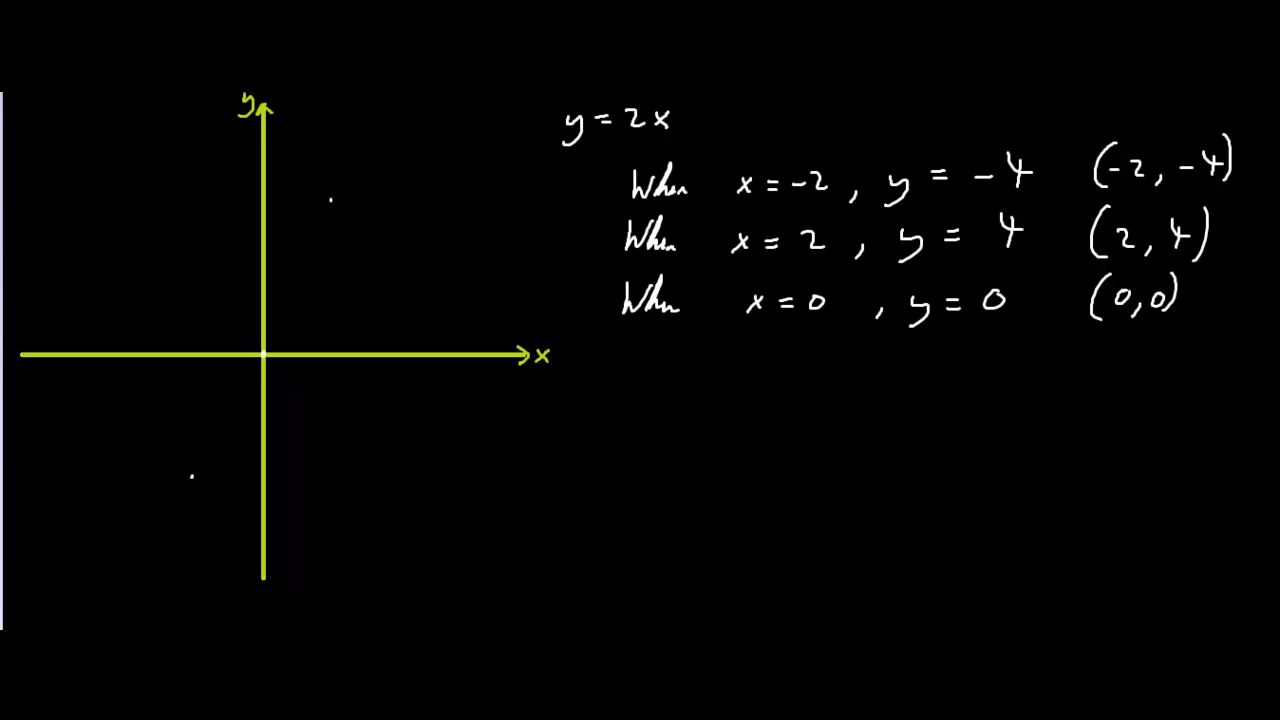 y
y = 2x
When x = -2 , y = -4 (-2, -4)
When x = 2 , y = 4 (2, 4)
When x = 0 , y = 0 (0,0)
x